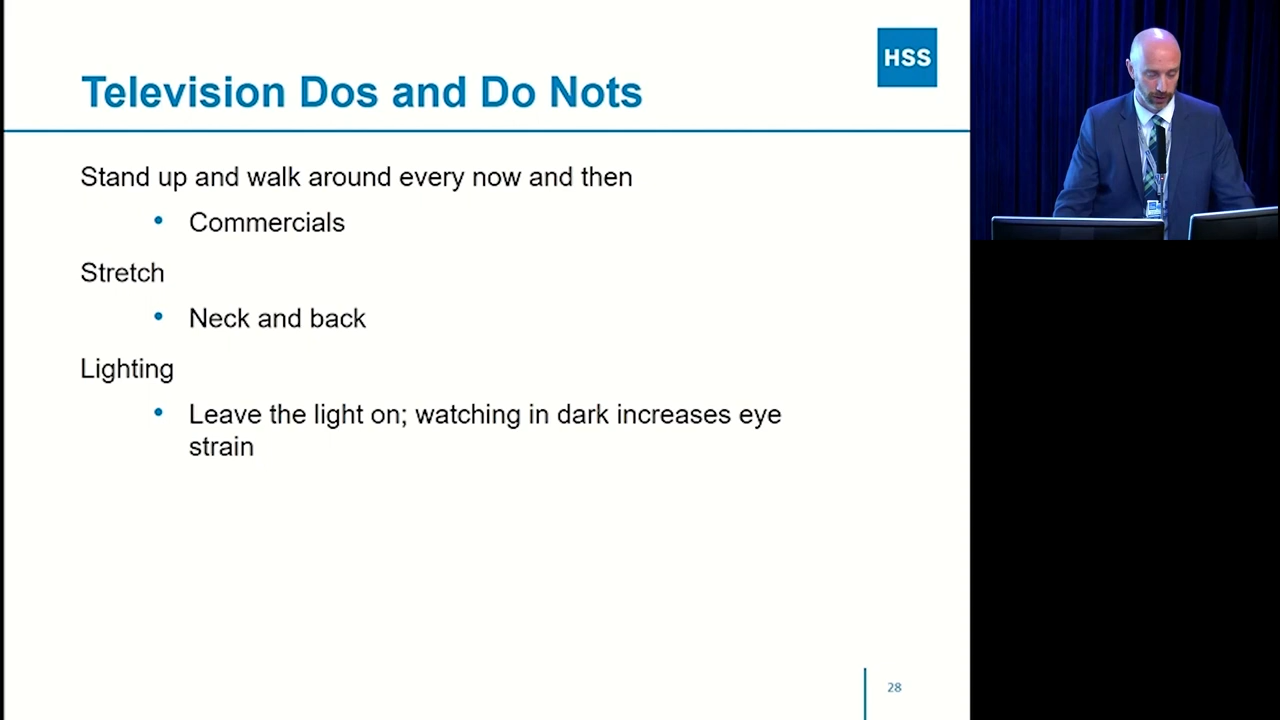 HSS
Television Dos and Do Nots
Stand up and walk around every now and then
• Commercials
Stretch
• Neck and back
Lighting
• Leave the light on; watching in dark increases eye
strain
28